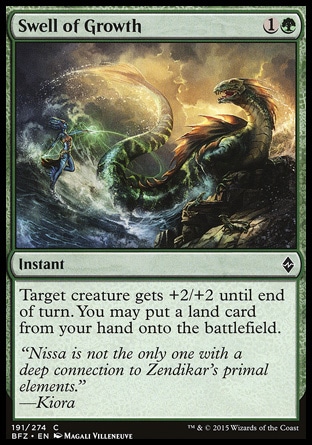 Swell of Growth 1
Instant
Target creature gets +2/+2 until end
of turn. You may put a land card
from your hand onto the battlefield.
"Nissa is not the only one with a
deep connection to Zendikar's primal
elements."
—Kiora
191/274 C
BFZ • EN Magali Villeneuve ™ & © 2015 Wizards of the Coast